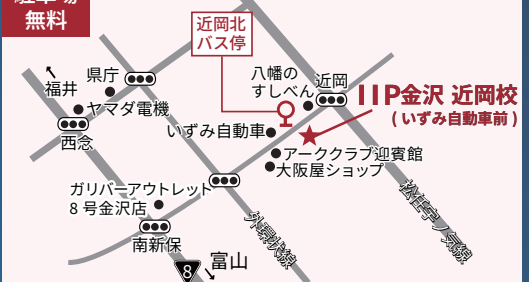 無料
近岡北
バス停
福井
県庁
八幡の
すしべん
近岡
IIP金沢 近岡校
(いずみ自動車前)
ヤマダ電機
西念
いずみ自動車
アーククラブ迎賓館
大阪屋ショップ
ガリバーアウトレット
8号金沢店
南新保
外環状線
松任宇ノ気線
8
富山